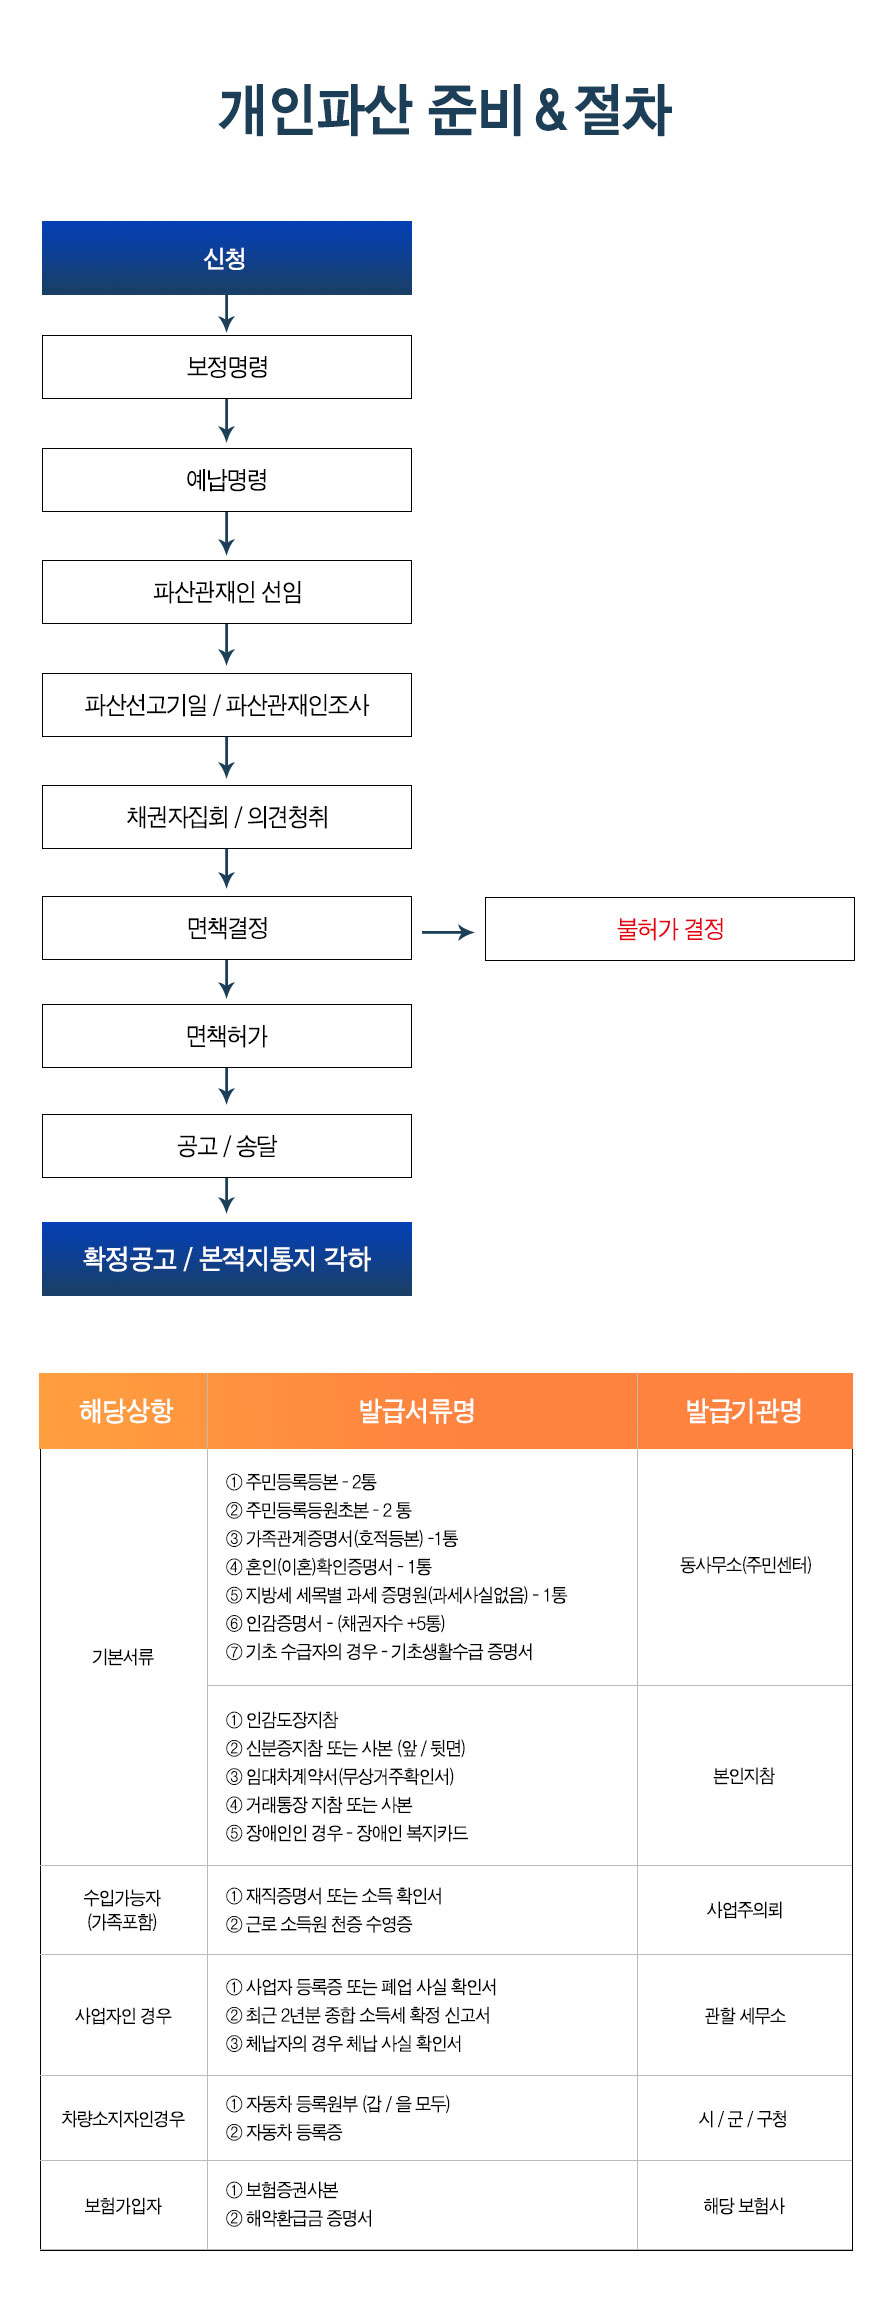 개인파산 준비 & 절차
신청
보정명령
예납명령
파산관재인 선임
파산선고기일 / 파산관재인조사
채권자집회 / 의견청취
면책결정
불허가 결정
면책허가
공고 / 송달
확정공고 / 본적지통지 각하
해당상항
발급서류명
발급기관명
기본서류
① 주민등록등본 - 2통
② 주민등록등원초본 - 2 통
③ 가족관계증명서(호적등본) -1통
④ 혼인(이혼)확인증명서 - 1통
⑤ 지방세 세목별 과세 증명원(과세사실없음) - 1통
⑥ 인감증명서 - (채권자수 +5통)
⑦ 기초 수급자의 경우 - 기초생활수급 증명서
동사무소(주민센터)
① 인감도장지참
② 신분증지참 또는 사본 (앞 / 뒷면)
③ 임대차계약서(무상거주확인서)
④ 거래통장 지참 또는 사본
⑤ 장애인인 경우 - 장애인 복지카드
본인지참
수입가능자
(가족포함)
① 재직증명서 또는 소득 확인서
② 근로 소득원 천증 수영증
사업주의뢰
사업자인 경우
① 사업자 등록증 또는 폐업 사실 확인서
② 최근 2년분 종합 소득세 확정 신고서
③ 체납자의 경우 체납 사실 확인서
관할 세무소
차량소지자인경우
① 자동차 등록원부 (갑 / 을 모두)
② 자동차 등록증
시 / 군 / 구청
보험가입자
① 보험증권사본
② 해약환급금 증명서
해당 보험사